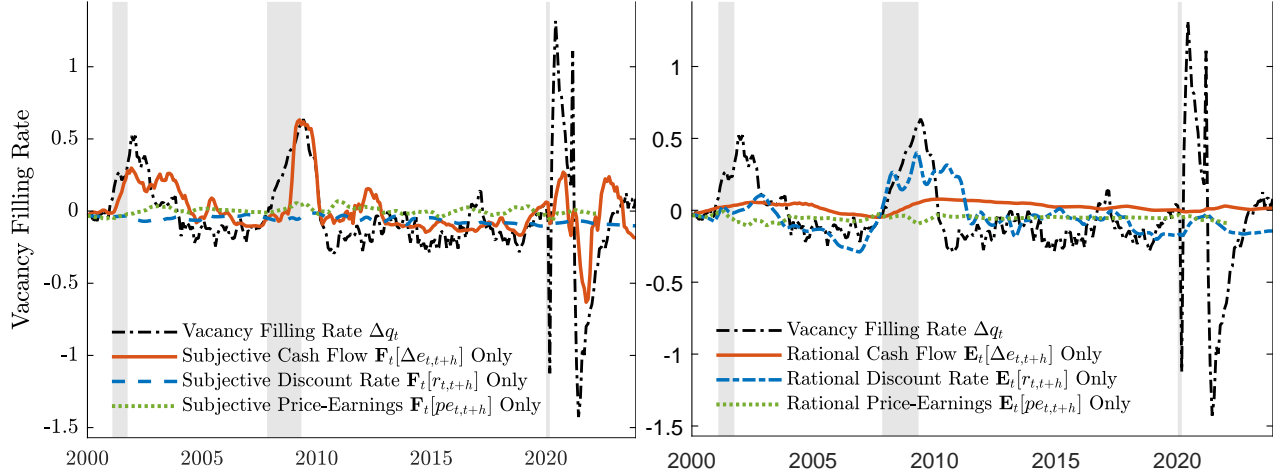 Vacancy Filling Rate
1
0.5
0
-0.5
-1
-1.5
2000 2005 2010 2015 2020
Vacancy Filling Rate Δq_t
Subjective Cash Flow F_t[Δe_{t,t+h}] Only
Subjective Discount Rate F_t[r_{t,t+h}] Only
Subjective Price-Earnings F_t[pe_{t,t+h}] Only
1
0.5
0
-0.5
-1
-1.5
2000 2005 2010 2015 2020
Vacancy Filling Rate Δq_t
Rational Cash Flow E_t[Δe_{t,t+h}] Only
Rational Discount Rate E_t[r_{t,t+h}] Only
Rational Price-Earnings E_t[pe_{t,t+h}] Only